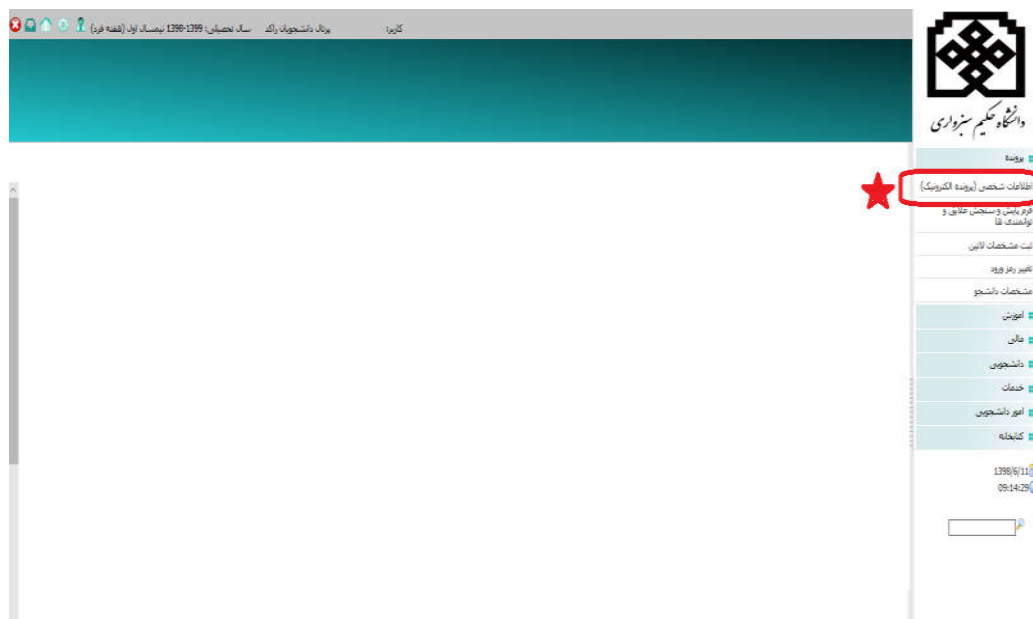 کاربر: پرتال دانشجویان راکد سال تحصیلی: 1399-1398 نیمسال اول (هفته فرد)
دانشگاه حکیم سبزواری
پرونده
اطلاعات شخصی (پرونده الکترونیک)
فرم پایش و سنجش علایق و
توانمندی ها
ثبت مشخصات لاتین
تغییر رمز ورود
مشخصات دانشجو
آموزش
مالی
دانشجویی
خدمات
امور دانشجویی
کتابخانه
1398/6/11
09:14:29